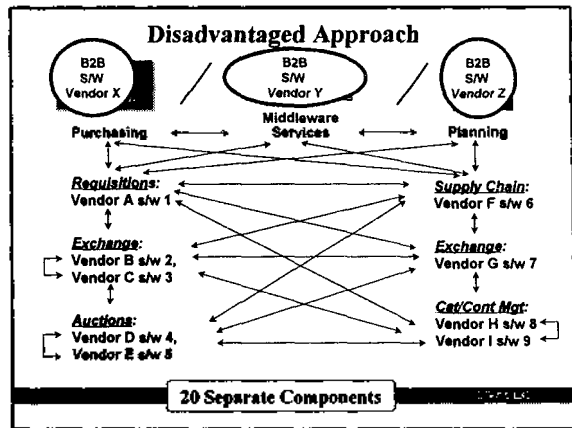 Disadvantaged Approach
B2B
S/W
Vendor X
B2B
S/W
Vendor Y
B2B
S/W
Vendor Z
Purchasing
Middleware
Services
Planning
Requisitions:
Vendor A s/w 1
Supply Chain:
Vendor F s/w 6
Exchange:
Vendor B s/w 2,
Vendor C s/w 3
Exchange:
Vendor G s/w 7
Auctions:
Vendor D s/w 4,
Vendor E s/w 5
Cat/Cont Mgt:
Vendor H s/w 8
Vendor I s/w 9
20 Separate Components